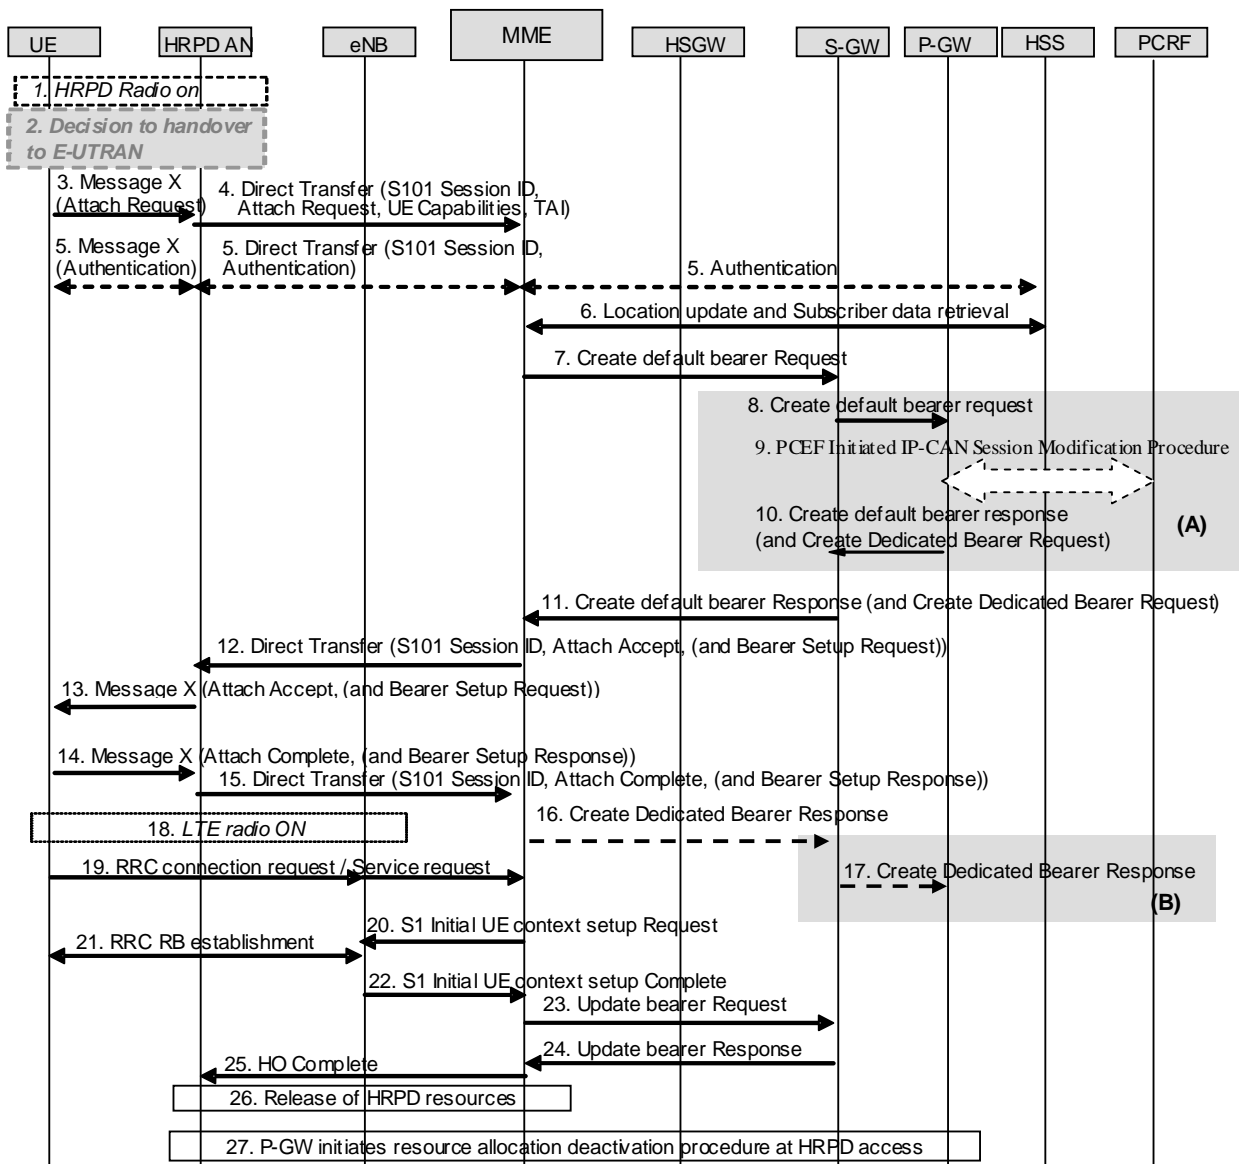 UE
HRPD AN
eNB
MME
HSGW
S-GW
P-GW
HSS
PCRF
1. HRPD Radio on
2. Decision to handover
to E-UTRAN
3. Message X
(Attach Request)
4. Direct Transfer (S101 Session ID,
Attach Request, UE Capabilities, TAI)
5. Message X
(Authentication)
5. Direct Transfer (S101 Session ID,
Authentication)
5. Authentication
6. Location update and Subscriber data retrieval
7. Create default bearer Request
8. Create default bearer request
9. PCEF Initiated IP-CAN Session Modification Procedure
10. Create default bearer response
(and Create Dedicated Bearer Request)
(A)
11. Create default bearer Response (and Create Dedicated Bearer Request)
12. Direct Transfer (S101 Session ID, Attach Accept, (and Bearer Setup Request))
13. Message X (Attach Accept, (and Bearer Setup Request))
14. Message X (Attach Complete, (and Bearer Setup Response))
15. Direct Transfer (S101 Session ID, Attach Complete, (and Bearer Setup Response))
16. Create Dedicated Bearer Response
18. LTE radio ON
19. RRC connection request / Service request
17. Create Dedicated Bearer Response
(B)
20. S1 Initial UE context setup Request
21. RRC RB establishment
22. S1 Initial UE context setup Complete
23. Update bearer Request
24. Update bearer Response
25. HO Complete
26. Release of HRPD resources
27. P-GW initiates resource allocation deactivation procedure at HRPD access